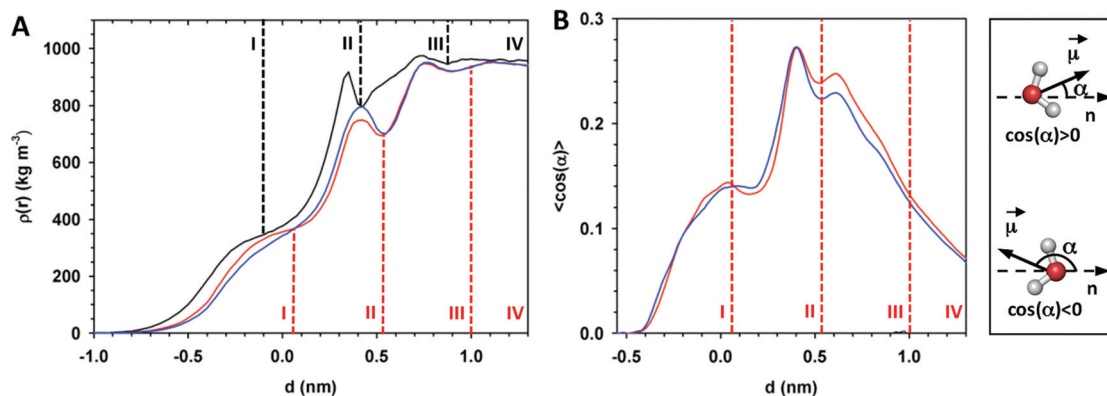 A
I
II
III
IV
1000
800
600
400
200
0
ρ(r) (kg m⁻³)
I
II
III
IV
-1.0
-0.5
0.0
0.5
1.0
d (nm)
B
0.3
0.2
0.1
0.0
<cos(α)>
I
II
III
IV
-0.5
0.0
0.5
1.0
d (nm)
μ
α
n
cos(α)>0
μ
α
n
cos(α)<0